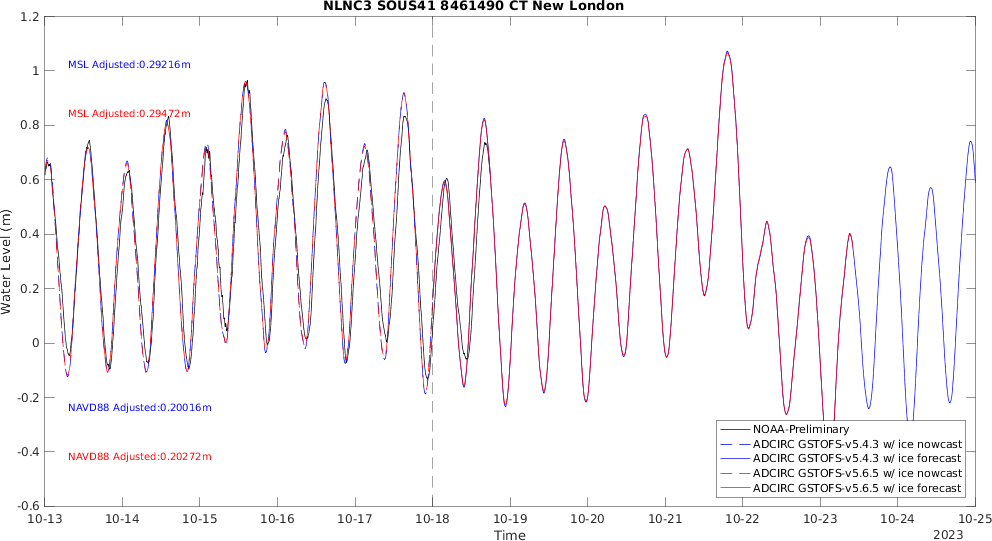 NLNC3 SOUS41 8461490 CT New London
1.2
1
0.8
0.6
0.4
0.2
0
-0.2
-0.4
-0.6
Water Level (m)
MSL Adjusted:0.29216m
MSL Adjusted:0.29472m
NAVD88 Adjusted:0.20016m
NAVD88 Adjusted:0.20272m
NOAA-Preliminary
ADCIRC GSTOFS-v5.4.3 w/ ice nowcast
ADCIRC GSTOFS-v5.4.3 w/ ice forecast
ADCIRC GSTOFS-v5.6.5 w/ ice nowcast
ADCIRC GSTOFS-v5.6.5 w/ ice forecast
10-13 10-14 10-15 10-16 10-17 10-18 10-19 10-20 10-21 10-22 10-23 10-24 10-25
Time
2023